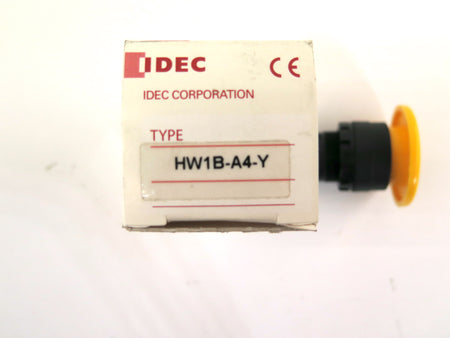 IDEC CE
IDEC CORPORATION
TYPE
HW1B-A4-Y